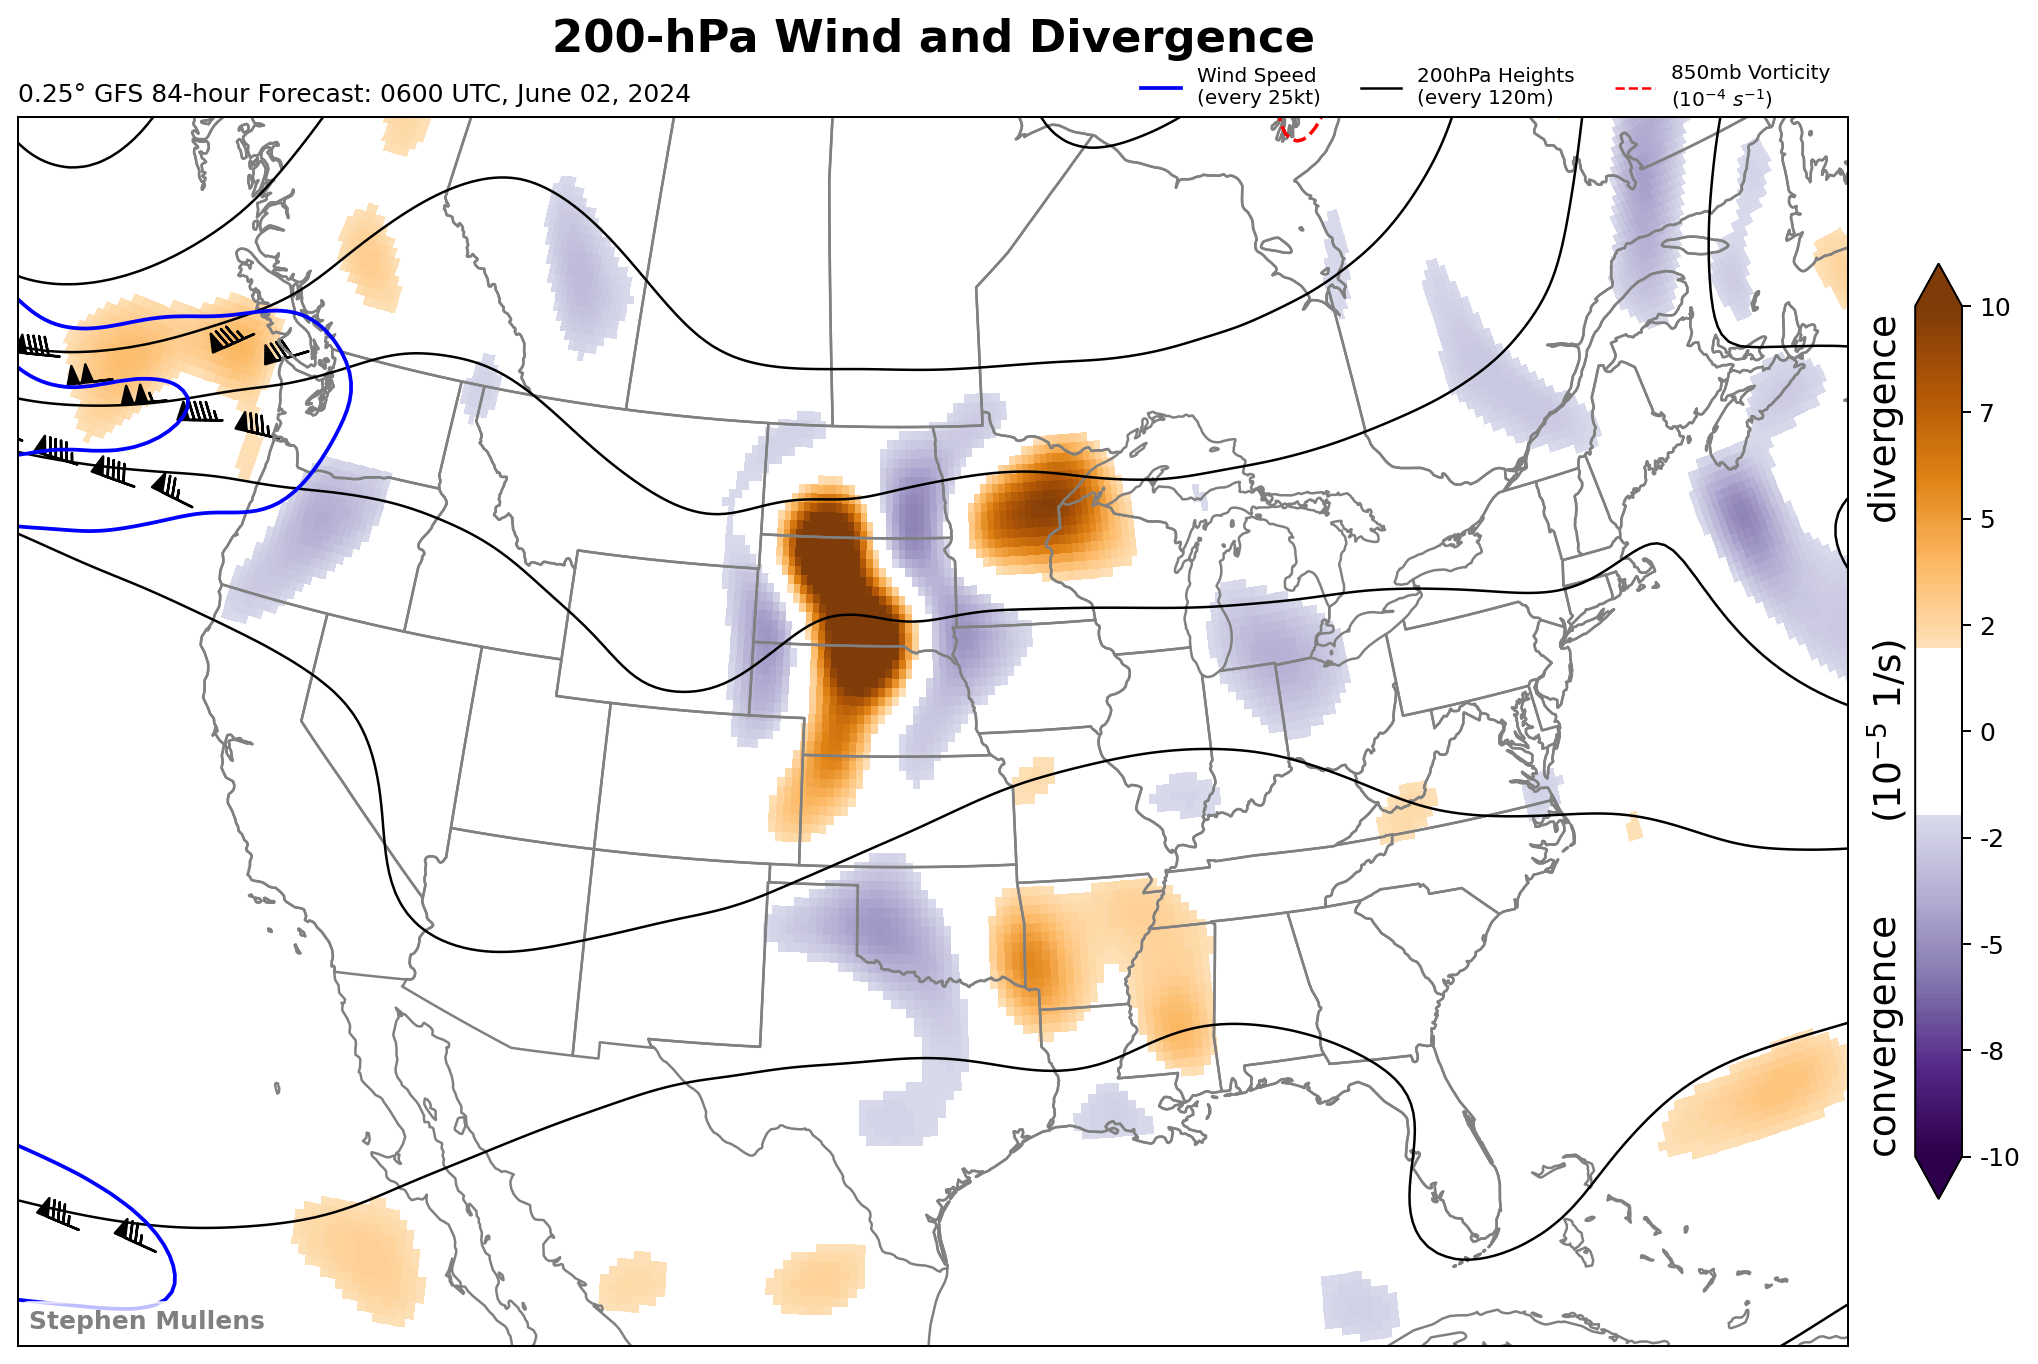 200-hPa Wind and Divergence
0.25° GFS 84-hour Forecast: 0600 UTC, June 02, 2024
Wind Speed
(every 25kt)
200hPa Heights
(every 120m)
850mb Vorticity
(10⁻⁴ s⁻¹)
10
7
5
2
0
-2
-5
-8
-10
convergence (10⁻⁵ 1/s) divergence
Stephen Mullens